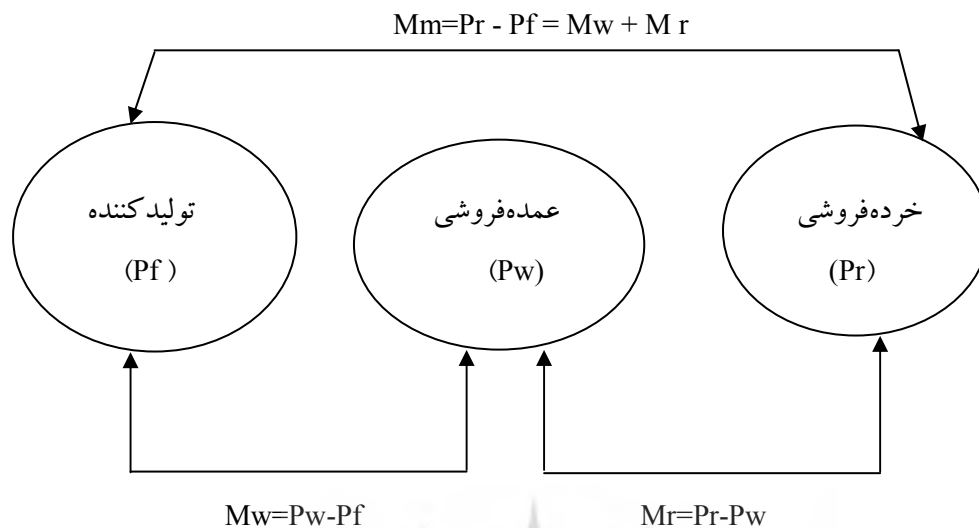 Mm=Pr - Pf = Mw + M r
تولیدکننده
(Pf )
عمده‌فروشی
(Pw)
خرده‌فروشی
(Pr)
Mw=Pw-Pf
Mr=Pr-Pw